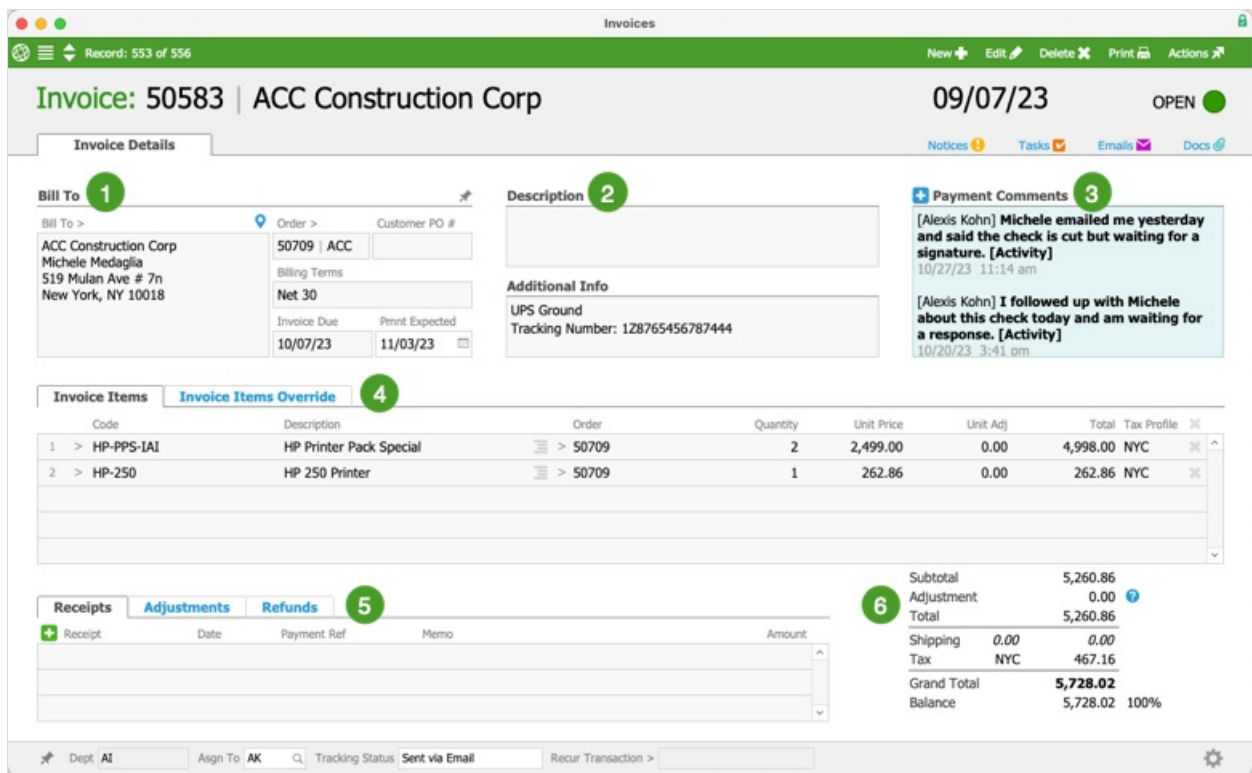 Invoices
Record: 553 of 556
New Edit Delete Print Actions
Invoice: 50583 | ACC Construction Corp 09/07/23 OPEN
Invoice Details
Notices Tasks Emails Docs
Bill To 1
Bill To > Order > Customer PO #
ACC Construction Corp
Michele Medaglia
519 Mulan Ave # 7n
New York, NY 10018
50709 | ACC
Billing Terms
Net 30
Invoice Due Pmnt Expected
10/07/23 11/03/23
Description 2
Additional Info
UPS Ground
Tracking Number: 1Z8765456787444
Payment Comments 3
[Alexis Kohn] Michele emailed me yesterday
and said the check is cut but waiting for a
signature. [Activity]
10/27/23 11:14 am
[Alexis Kohn] I followed up with Michele
about this check today and am waiting for
a response. [Activity]
10/20/23 3:41 pm
Invoice Items Invoice Items Override 4
Code Description Order Quantity Unit Price Unit Adj Total Tax Profile
1 > HP-PPS-IAI HP Printer Pack Special > 50709 2 2,499.00 0.00 4,998.00 NYC
2 > HP-250 HP 250 Printer > 50709 1 262.86 0.00 262.86 NYC
Receipts Adjustments Refunds 5
Receipt Date Payment Ref Memo Amount
6
Subtotal 5,260.86
Adjustment 0.00 ?
Total 5,260.86
Shipping 0.00 0.00
Tax NYC 467.16
Grand Total 5,728.02
Balance 5,728.02 100%
Dept AI Asgn To AK Tracking Status Sent via Email Recur Transaction >